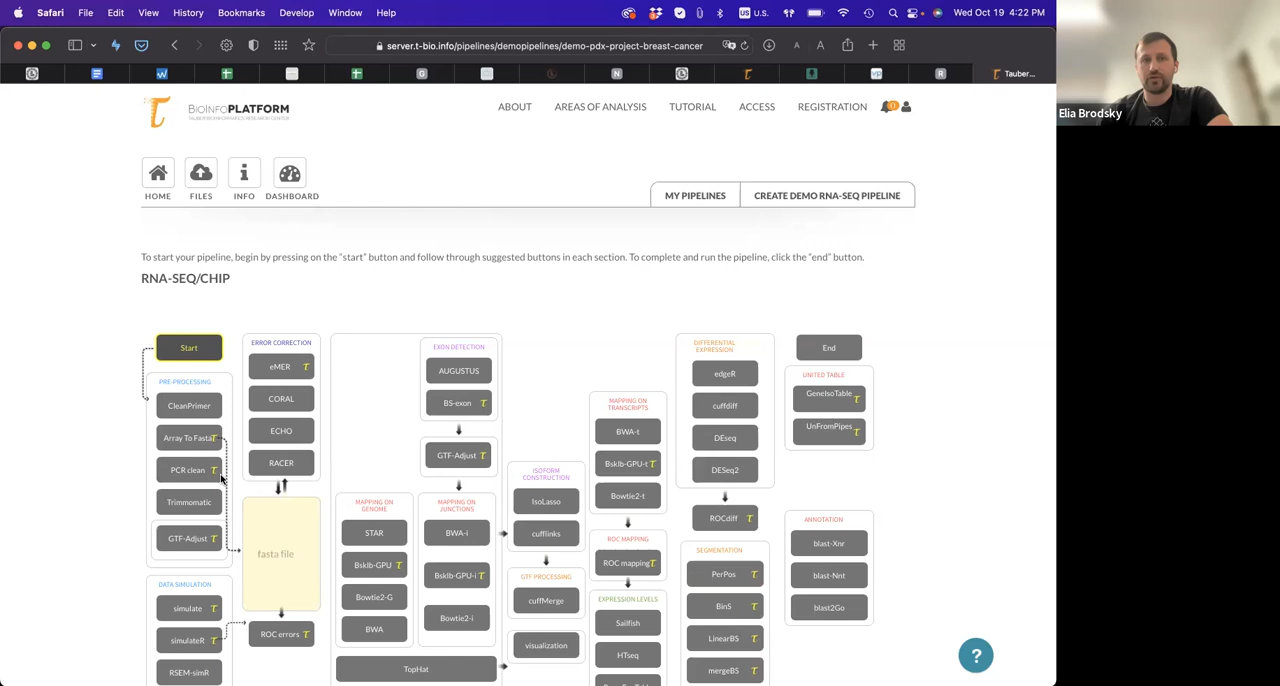 Safari File Edit View History Bookmarks Develop Window Help
U.S. Wed Oct 19 4:22 PM
server.t-bio.info/pipelines/demopipelines/demo-pdx-project-breast-cancer
Tauber...
BIOINFOPLATFORM
TAUBER BIOINFORMATICS RESEARCH CENTER
ABOUT AREAS OF ANALYSIS TUTORIAL ACCESS REGISTRATION
HOME FILES INFO DASHBOARD
MY PIPELINES CREATE DEMO RNA-SEQ PIPELINE
To start your pipeline, begin by pressing on the "start" button and follow through suggested buttons in each section. To complete and run the pipeline, click the "end" button.
RNA-SEQ/CHIP
Start
PRE-PROCESSING
CleanPrimer
Array To Fasta
PCR clean
Trimmomatic
GTF-Adjust
DATA SIMULATION
simulate
simulateR
RSEM-simR
ERROR CORRECTION
eMER
CORAL
ECHO
RACER
fasta file
ROC errors
EXON DETECTION
AUGUSTUS
BS-exon
GTF-Adjust
MAPPING ON
GENOME
STAR
Bsklb-GPU
Bowtie2-G
BWA
MAPPING ON
JUNCTIONS
BWA-i
Bsklb-GPU-i
Bowtie2-i
TopHat
ISOFORM
CONSTRUCTION
IsoLasso
cufflinks
GTF PROCESSING
cuffMerge
visualization
MAPPING ON
TRANSCRIPTS
BWA-t
Bsklb-GPU-t
Bowtie2-t
ROC MAPPING
ROC mapping
EXPRESSION LEVELS
Sailfish
HTseq
DIFFERENTIAL
EXPRESSION
edgeR
cuffdiff
DEseq
DESeq2
ROCdiff
SEGMENTATION
PerPos
BinS
LinearBS
mergeBS
End
UNITED TABLE
GeneIsoTable
UnFromPipes
ANNOTATION
blast-Xnr
blast-Nnt
blast2Go
?
Elia Brodsky